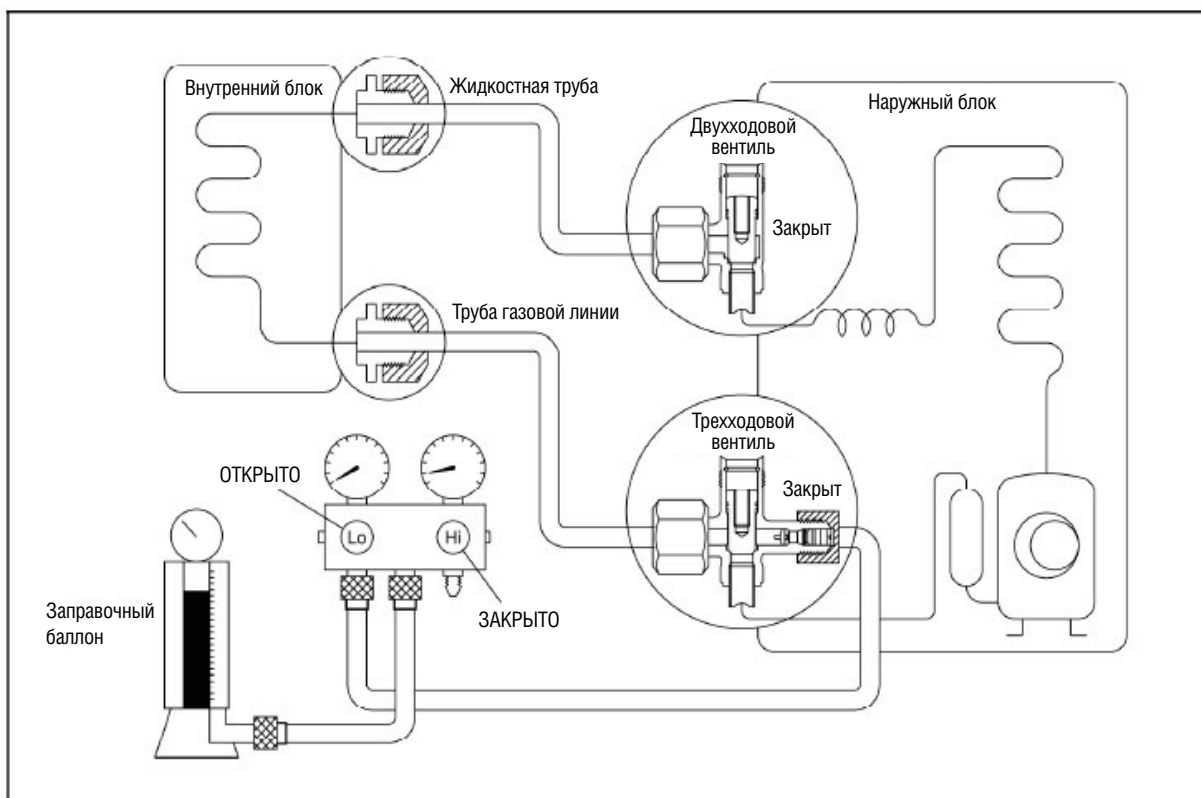 Внутренний блок
Жидкостная труба
Наружный блок
Двухходовой
вентиль
Закрыт
Труба газовой линии
Трехходовой
вентиль
Закрыт
ОТКРЫТО
Lo
Hi
ЗАКРЫТО
Заправочный
баллон